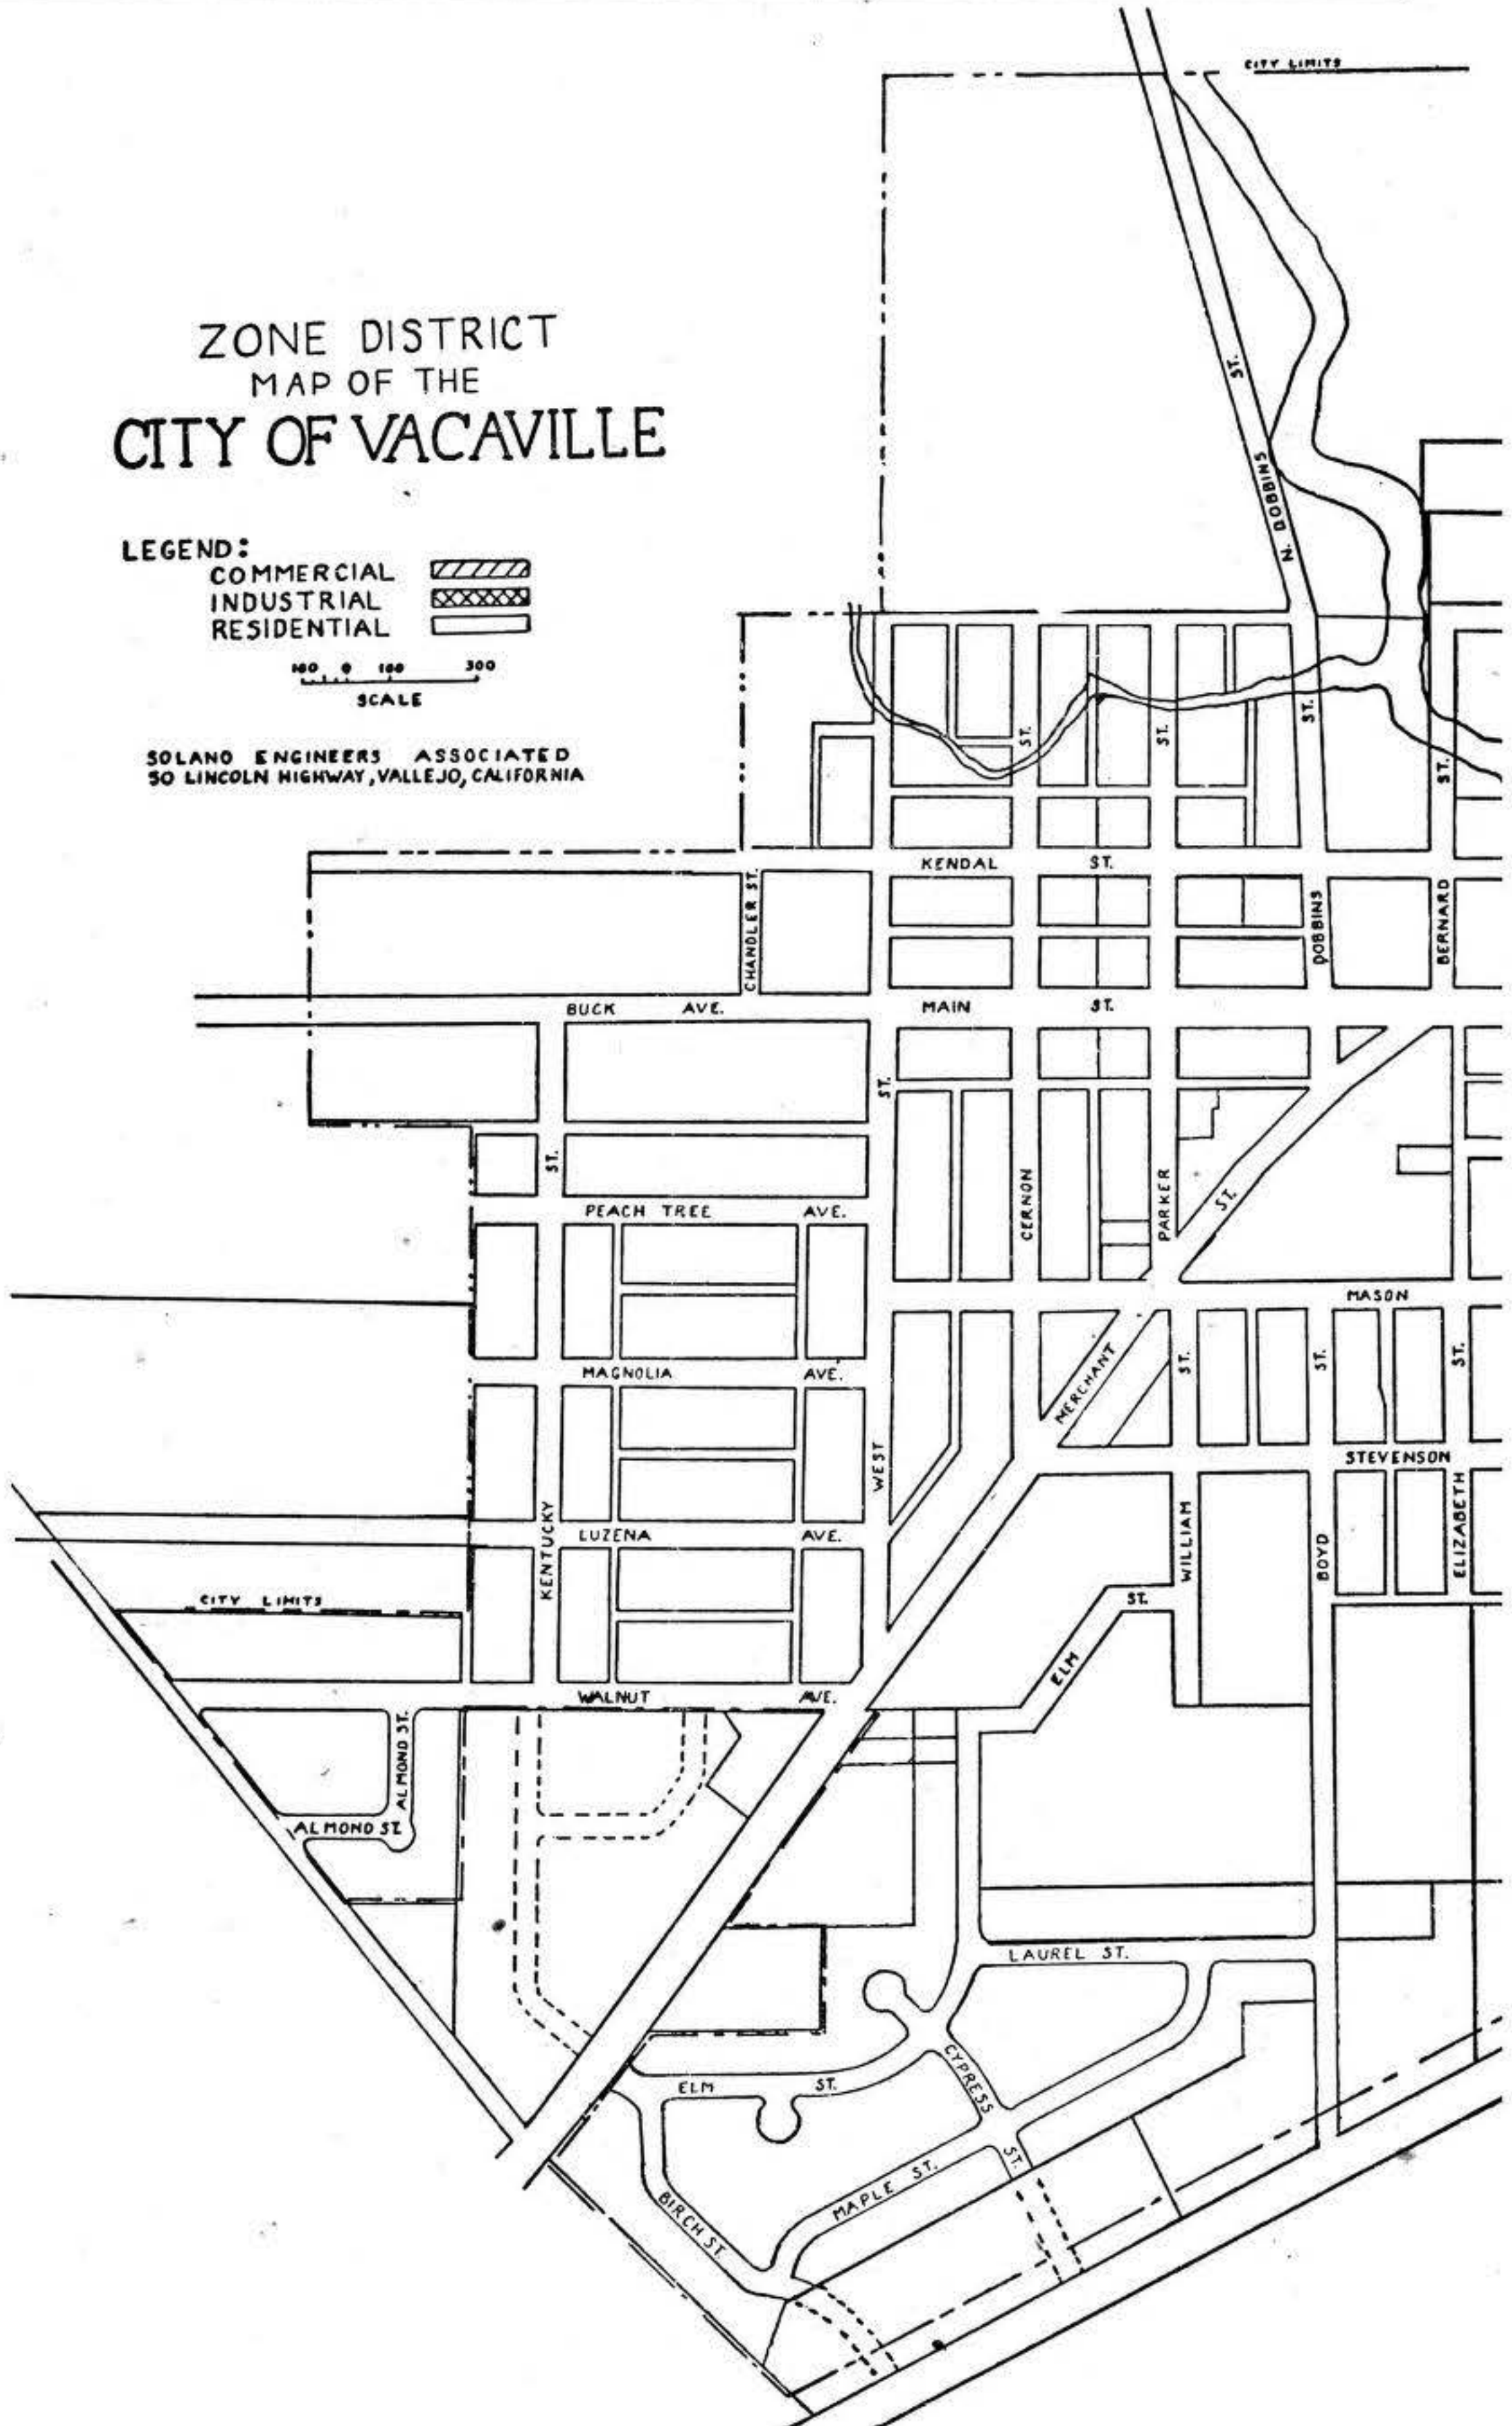 CITY LIMITS
ZONE DISTRICT
MAP OF THE
CITY OF VACAVILLE
LEGEND:
COMMERCIAL
INDUSTRIAL
RESIDENTIAL
100 0 100 300
SCALE
SOLANO ENGINEERS ASSOCIATED
50 LINCOLN HIGHWAY, VALLEJO, CALIFORNIA
N. DOBBINS ST.
ST.
ST.
ST.
ST.
KENDAL ST.
CHANDLER ST.
DOBBINS
BERNARD
BUCK AVE.
MAIN ST.
ST.
ST.
CERNON
PARKER
ST.
PEACH TREE AVE.
MASON
MAGNOLIA AVE.
MERCHANT
ST.
ST.
ST.
WEST
STEVENSON
KENTUCKY
WILLIAM
BOYD
ELIZABETH
LUZENA AVE.
CITY LIMITS
ELM ST.
WALNUT AVE.
ALMOND ST.
ALMOND ST.
LAUREL ST.
CYPRESS ST.
ELM ST.
MAPLE ST.
BIRCH ST.